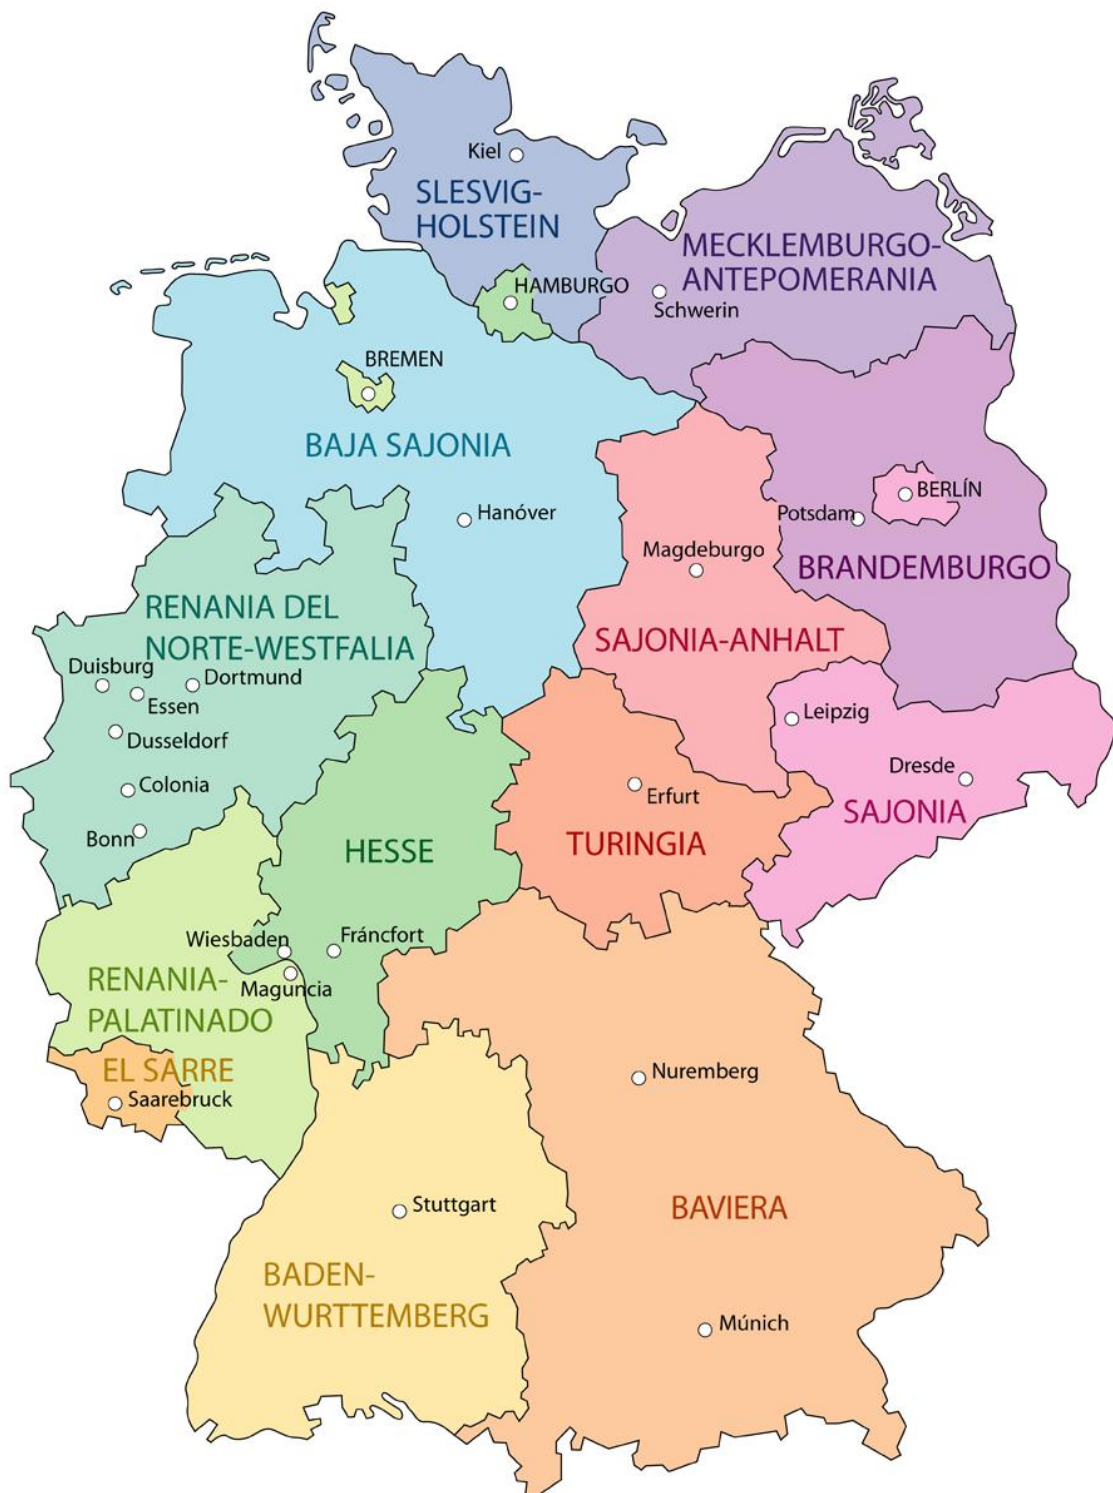 Kiel
SLESVIG-
HOLSTEIN
MECKLEMBURGO-
ANTEPOMERANIA
HAMBURGO
Schwerin
BREMEN
BAJA SAJONIA
Hanóver
BERLÍN
Potsdam
Magdeburgo
BRANDEMBURGO
RENANIA DEL
NORTE-WESTFALIA
SAJONIA-ANHALT
Duisburg
Dortmund
Essen
Dusseldorf
Leipzig
Colonia
Dresde
Erfurt
SAJONIA
Bonn
HESSE
TURINGIA
Wiesbaden
Fráncfort
Maguncia
RENANIA-
PALATINADO
EL SARRE
Saarebruck
Nuremberg
Stuttgart
BAVIERA
BADEN-
WURTTEMBERG
Múnich